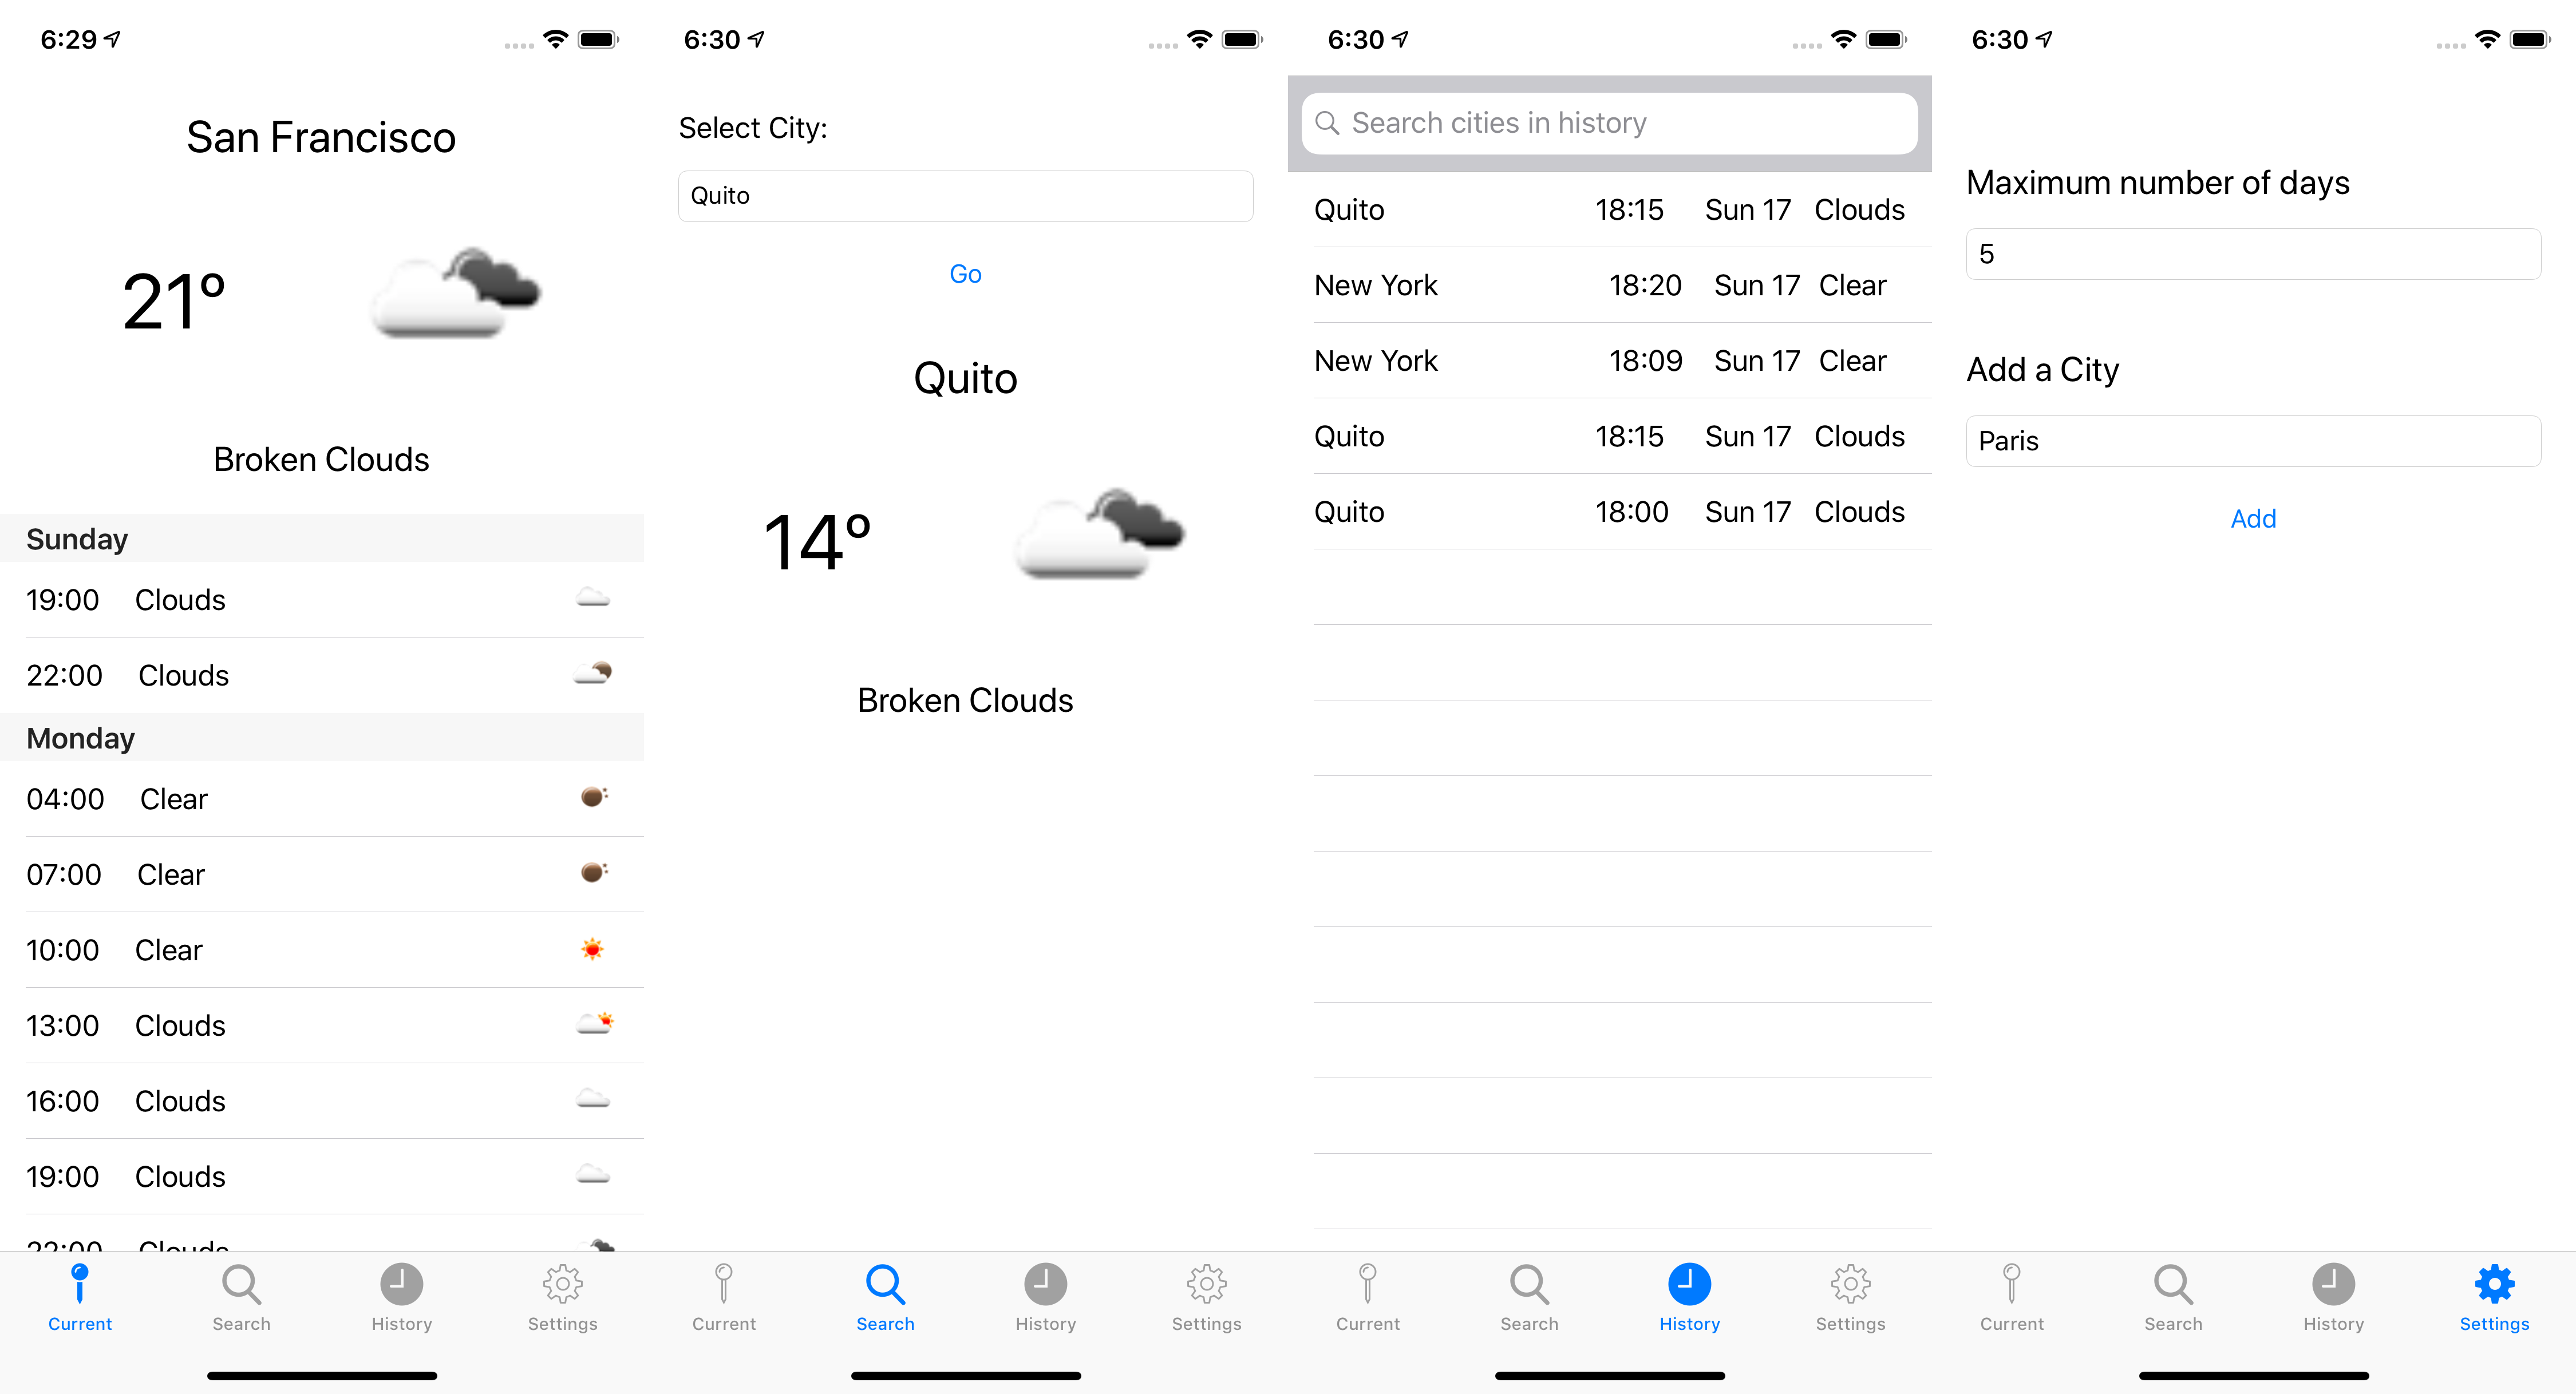 6:29
San Francisco
21°
Broken Clouds
Sunday
19:00 Clouds
22:00 Clouds
Monday
04:00 Clear
07:00 Clear
10:00 Clear
13:00 Clouds
16:00 Clouds
19:00 Clouds
22:00 Clouds
Current Search History Settings
6:30
Select City:
Quito
Go
Quito
14°
Broken Clouds
Current Search History Settings
6:30
Search cities in history
Quito 18:15 Sun 17 Clouds
New York 18:20 Sun 17 Clear
New York 18:09 Sun 17 Clear
Quito 18:15 Sun 17 Clouds
Quito 18:00 Sun 17 Clouds
Current Search History Settings
6:30
Maximum number of days
5
Add a City
Paris
Add
Current Search History Settings